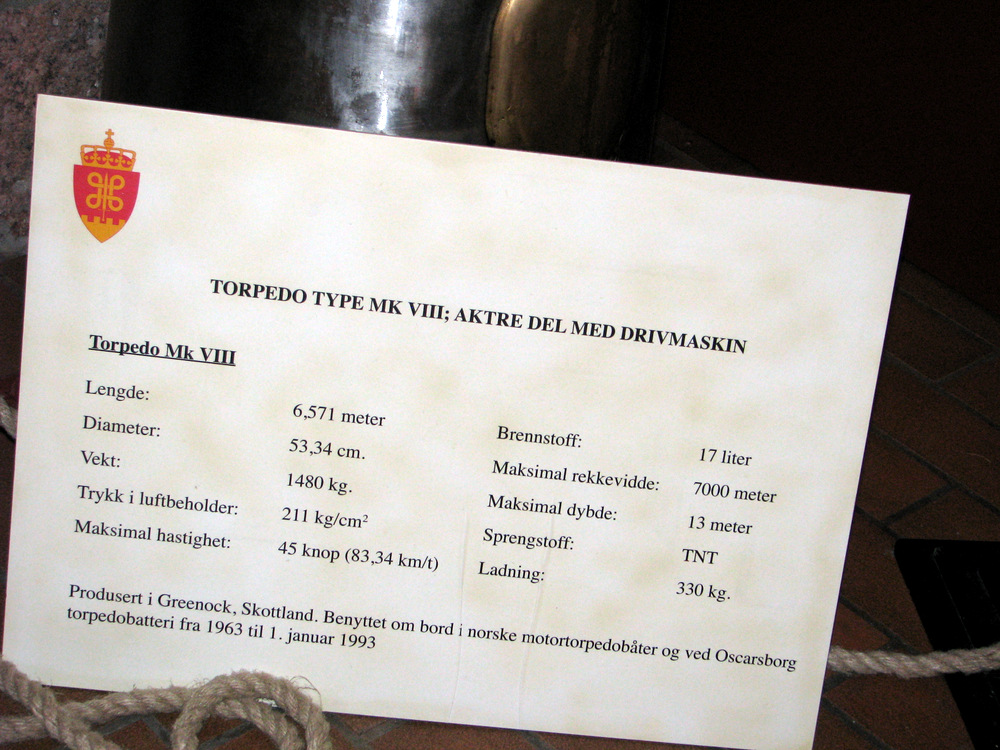 TORPEDO TYPE MK VIII; AKTRE DEL MED DRIVMASKIN
Torpedo Mk VIII
Lengde: 6,571 meter
Diameter: 53,34 cm.
Vekt: 1480 kg.
Trykk i luftbeholder: 211 kg/cm²
Maksimal hastighet: 45 knop (83,34 km/t)
Brennstoff: 17 liter
Maksimal rekkevidde: 7000 meter
Maksimal dybde: 13 meter
Sprengstoff: TNT
Ladning: 330 kg.
Produsert i Greenock, Skottland. Benyttet om bord i norske motortorpedobåter og ved Oscarsborg
torpedobatteri fra 1963 til 1. januar 1993